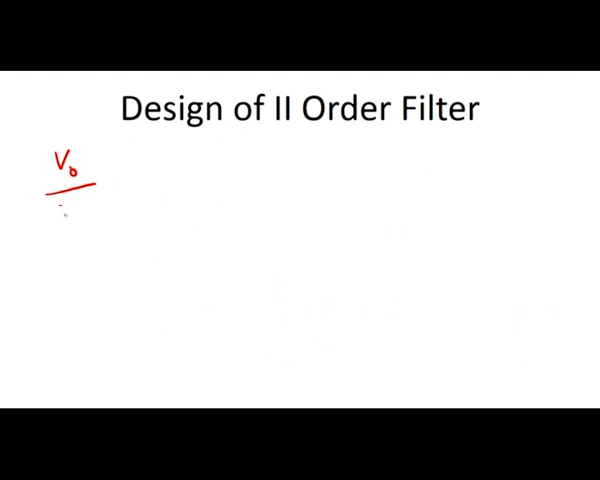 Design of II Order Filter
V₀